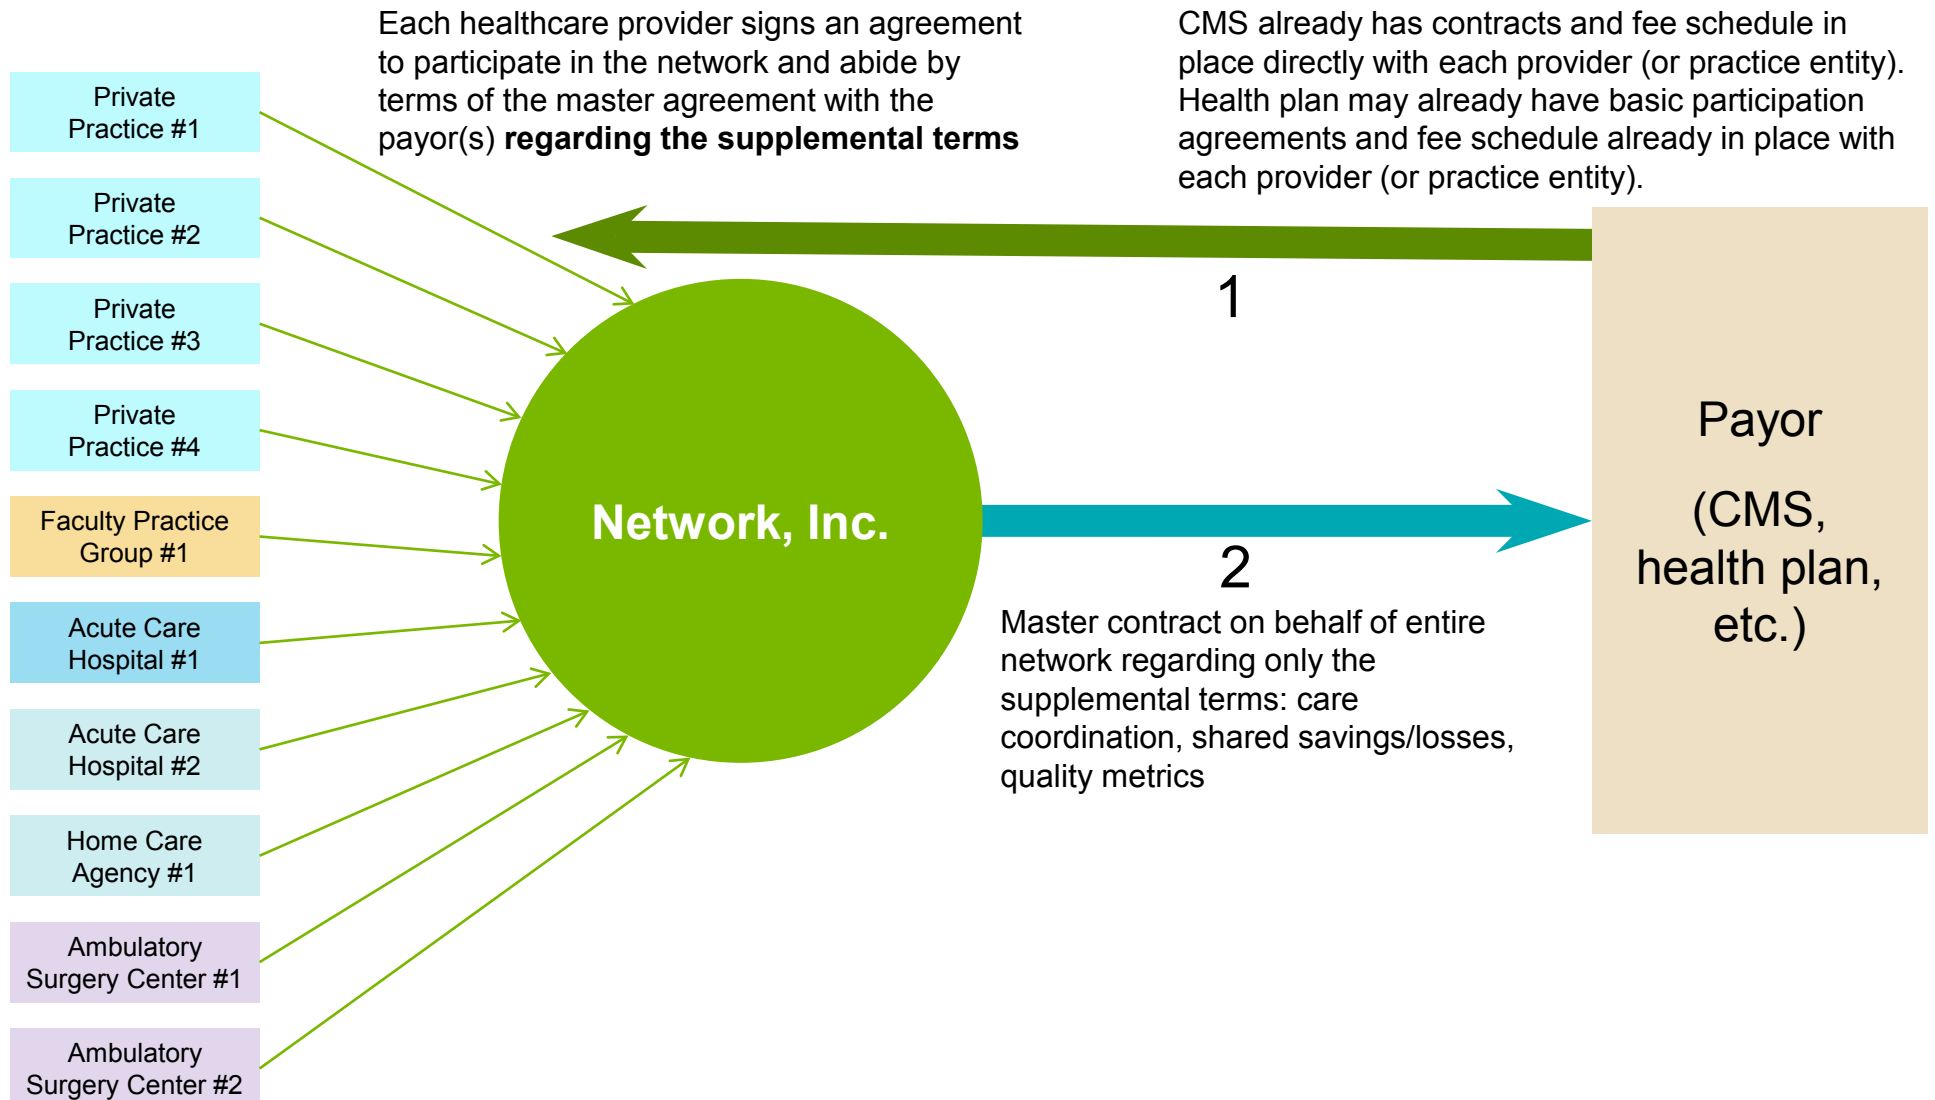 Each healthcare provider signs an agreement
to participate in the network and abide by
terms of the master agreement with the
payor(s) regarding the supplemental terms
CMS already has contracts and fee schedule in
place directly with each provider (or practice entity).
Health plan may already have basic participation
agreements and fee schedule already in place with
each provider (or practice entity).
Private
Practice #1
Private
Practice #2
Private
Practice #3
Private
Practice #4
Faculty Practice
Group #1
Acute Care
Hospital #1
Acute Care
Hospital #2
Home Care
Agency #1
Ambulatory
Surgery Center #1
Ambulatory
Surgery Center #2
Network, Inc.
1
2
Master contract on behalf of entire
network regarding only the
supplemental terms: care
coordination, shared savings/losses,
quality metrics
Payor
(CMS,
health plan,
etc.)